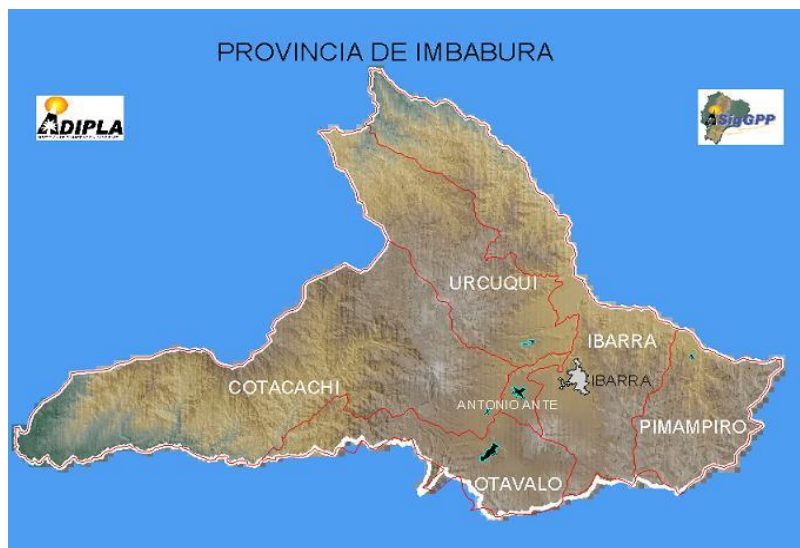 PROVINCIA DE IMBABURA
ADIPLA
SigGPP
URCUQUI
IBARRA
IBARRA
COTACACHI
ANTONIO ANTE
PIMAMPIRO
OTAVALO